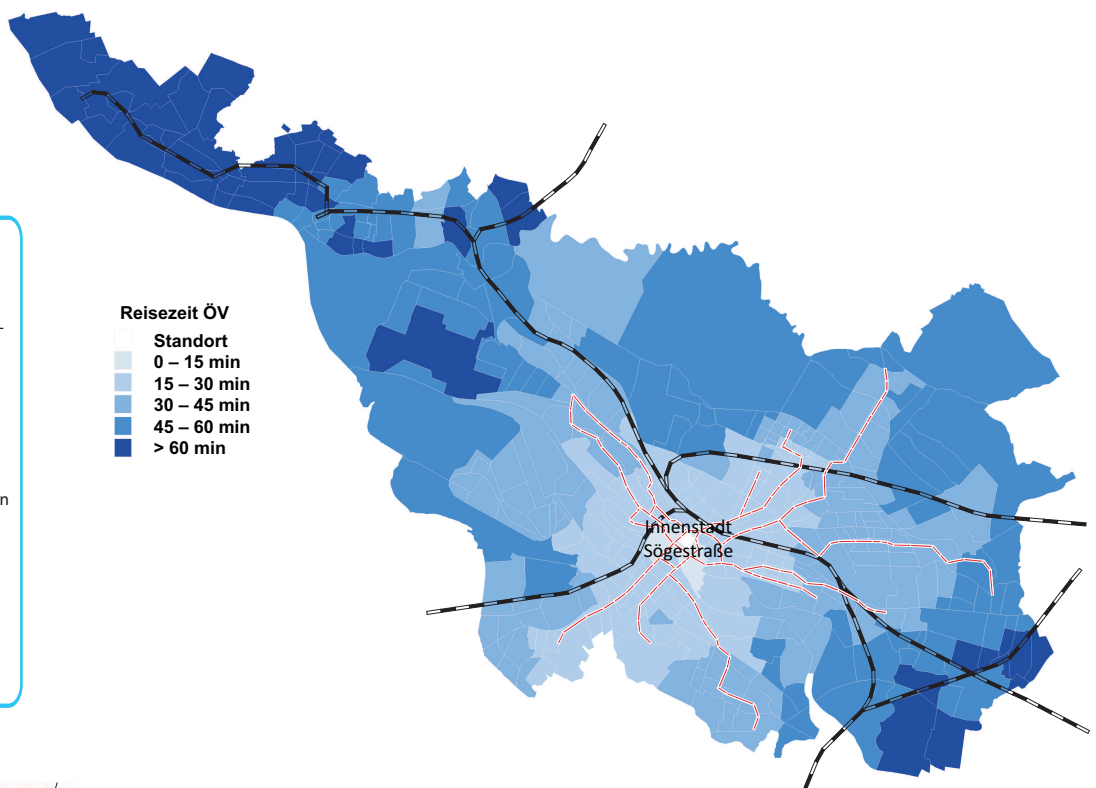 Reisezeit ÖV
Standort
0 – 15 min
15 – 30 min
30 – 45 min
45 – 60 min
> 60 min
n
Innenstadt
Sögestraße